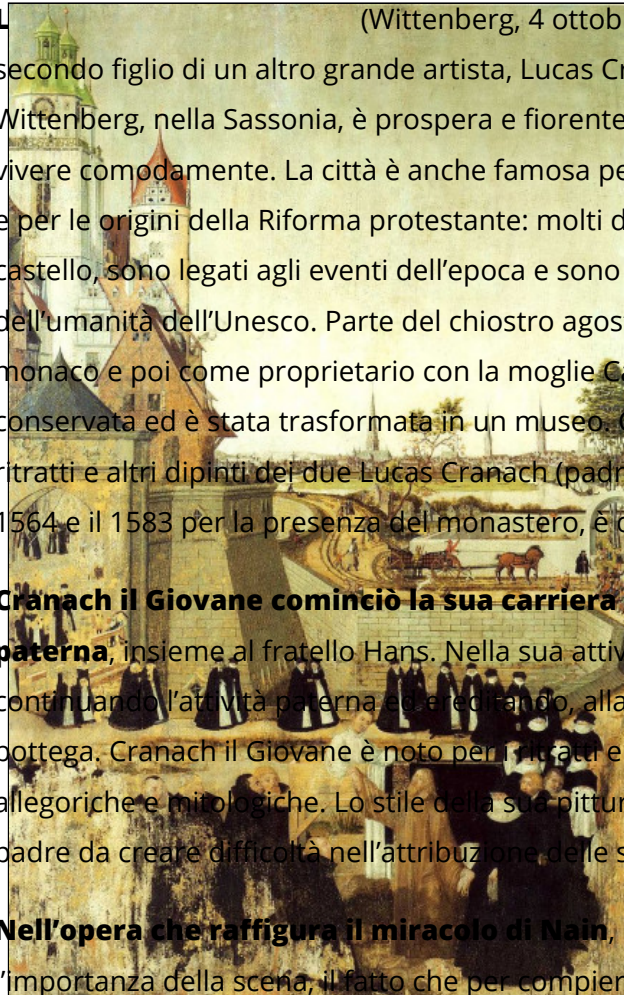 L (Wittenberg, 4 ottob
secondo figlio di un altro grande artista, Lucas Cr
Wittenberg, nella Sassonia, è prospera e fiorente
vivere comodamente. La città è anche famosa pe
e per le origini della Riforma protestante: molti d
castello, sono legati agli eventi dell’epoca e sono
dell’umanità dell’Unesco. Parte del chiostro agost
monaco e poi come proprietario con la moglie Ca
conservata ed è stata trasformata in un museo. C
ritratti e altri dipinti dei due Lucas Cranach (padr
1564 e il 1583 per la presenza del monastero, è c
Cranach il Giovane cominciò la sua carriera
paterna, insieme al fratello Hans. Nella sua attiv
continuando l’attività paterna ed ereditando, alla
bottega. Cranach il Giovane è noto per i ritratti e
allegoriche e mitologiche. Lo stile della sua pittur
padre da creare difficoltà nell’attribuzione delle s
Nell’opera che raffigura il miracolo di Nain,
l’importanza della scena, il fatto che per compier